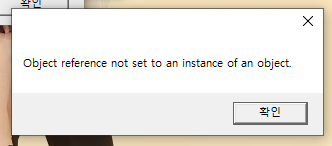 확인
Object reference not set to an instance of an object.
확인